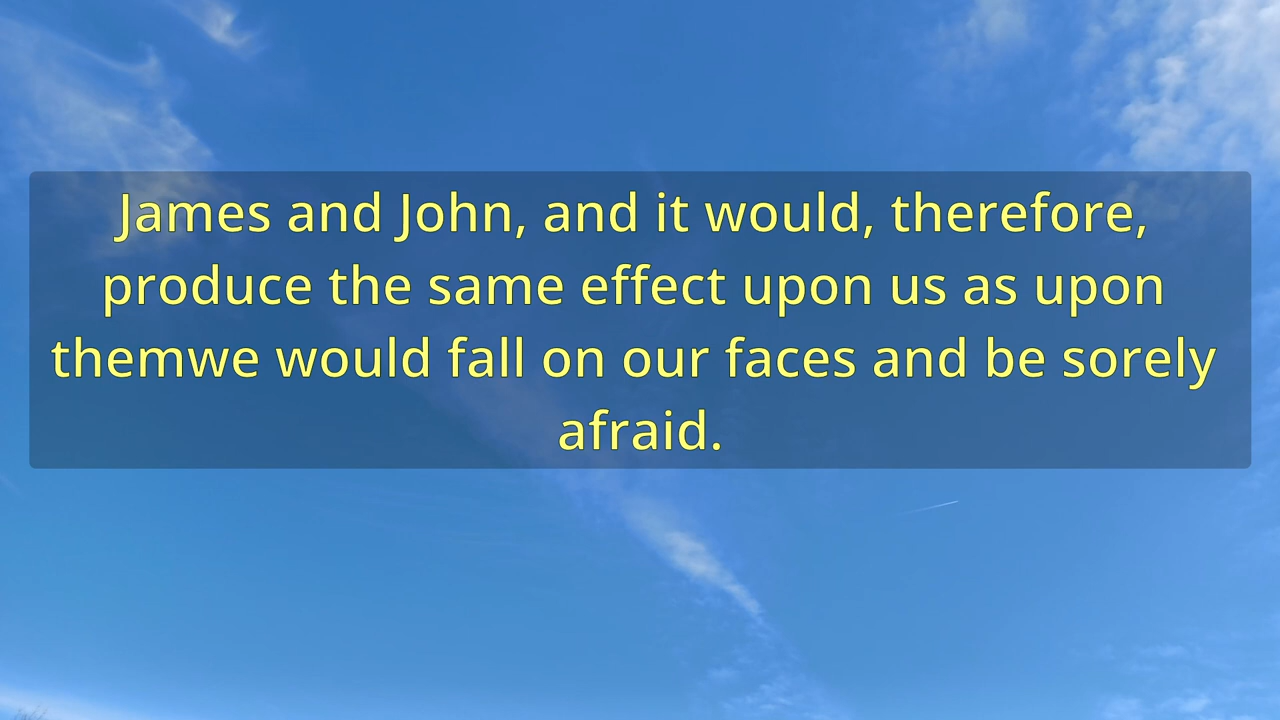 James and John, and it would, therefore,
produce the same effect upon us as upon
themwe would fall on our faces and be sorely
afraid.